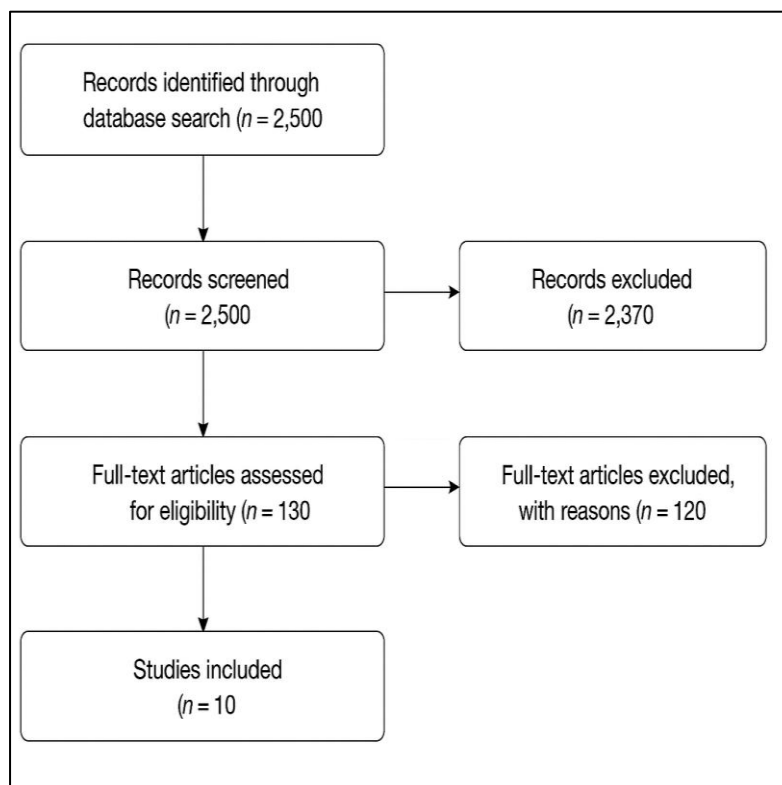 Records identified through
database search (n = 2,500
Records screened
(n = 2,500
Records excluded
(n = 2,370
Full-text articles assessed
for eligibility (n = 130
Full-text articles excluded,
with reasons (n = 120
Studies included
(n = 10